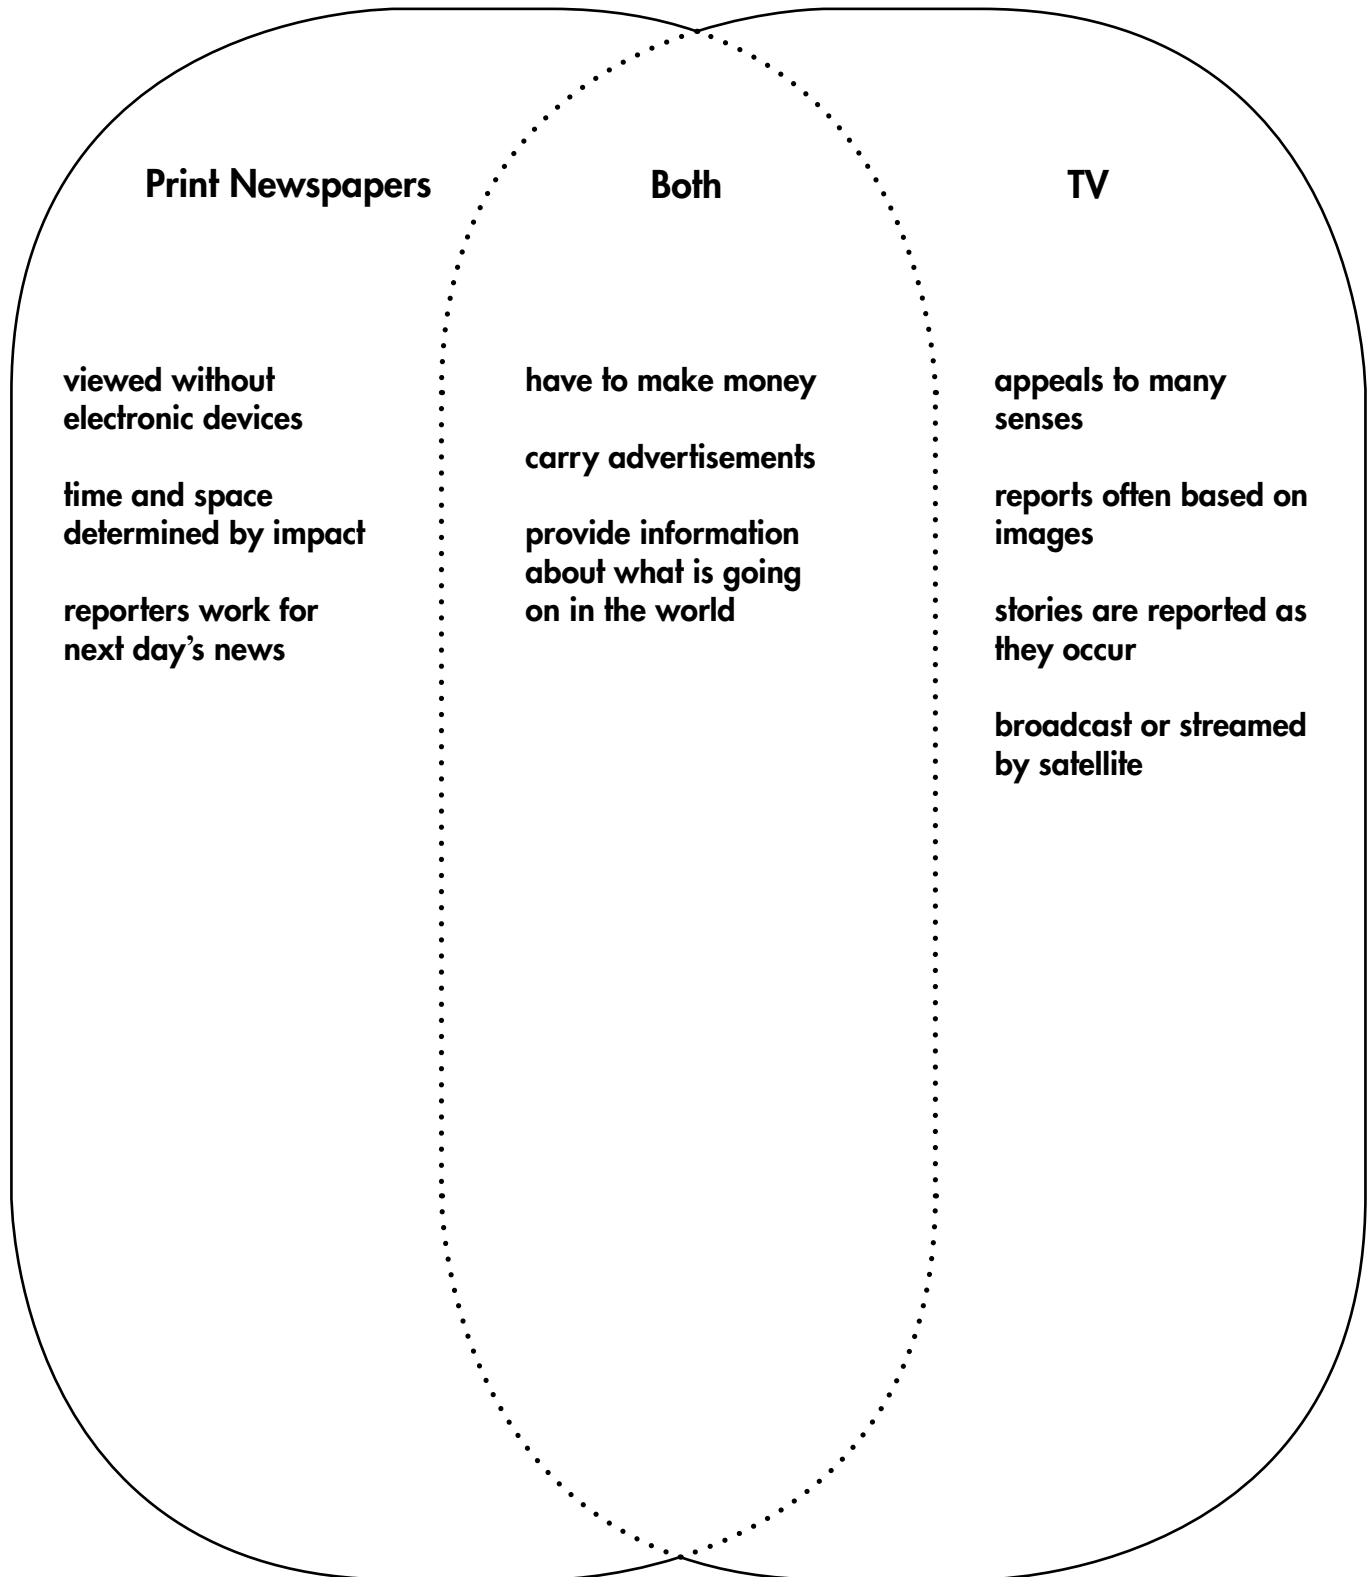 Print Newspapers
viewed without
electronic devices
time and space
determined by impact
reporters work for
next day's news
Both
have to make money
carry advertisements
provide information
about what is going
on in the world
TV
appeals to many
senses
reports often based on
images
stories are reported as
they occur
broadcast or streamed
by satellite